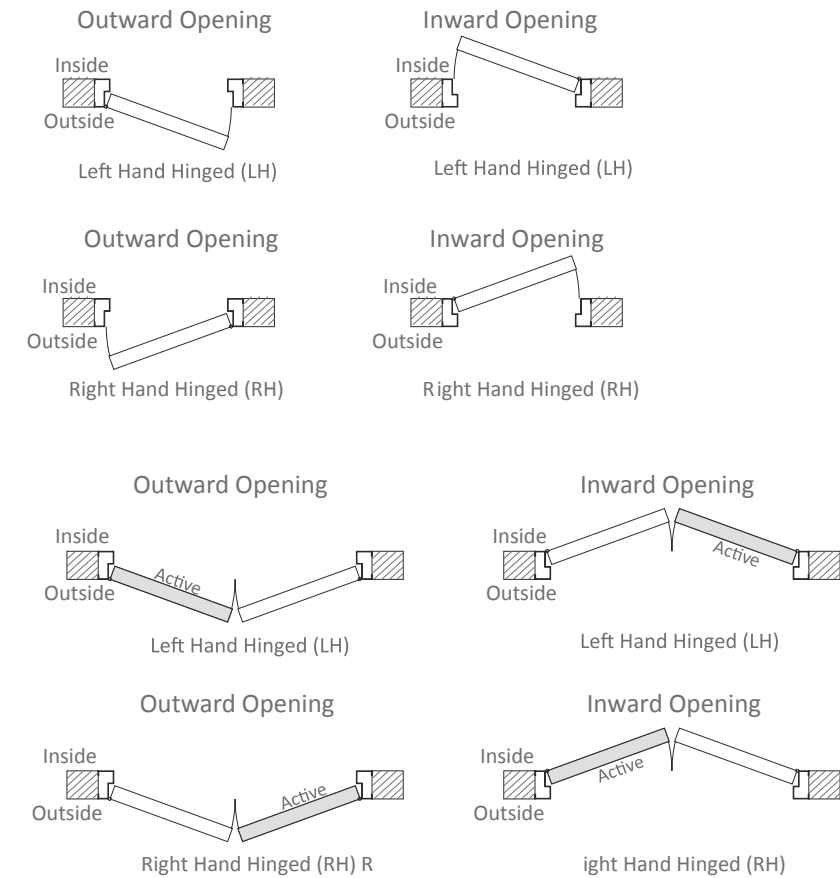 Outward Opening
Inward Opening
Inside
Inside
Outside
Outside
Left Hand Hinged (LH)
Left Hand Hinged (LH)
Outward Opening
Inward Opening
Inside
Inside
Outside
Outside
Right Hand Hinged (RH)
Right Hand Hinged (RH)
Outward Opening
Inward Opening
Inside
Inside
Active
Active
Outside
Outside
Left Hand Hinged (LH)
Left Hand Hinged (LH)
Outward Opening
Inward Opening
Inside
Inside
Active
Active
Outside
Outside
Right Hand Hinged (RH) R
ight Hand Hinged (RH)